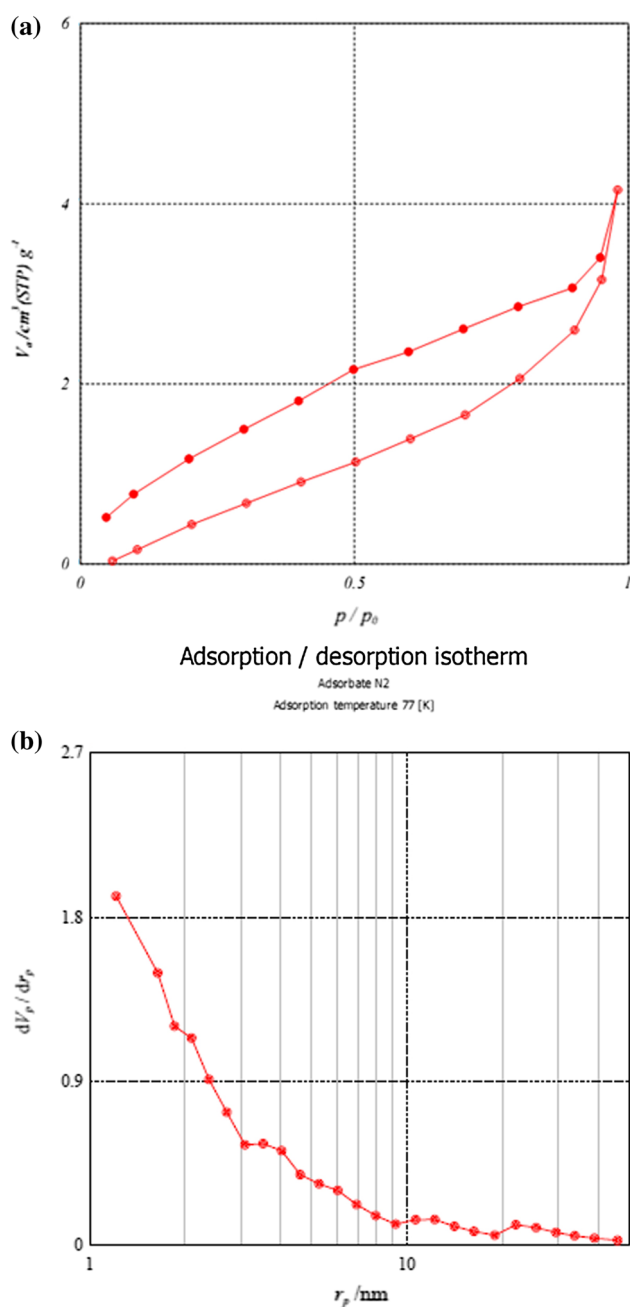 (a)
6
4
2
0
Vₐ/cm³(STP) g⁻¹
0
0.5
1
p / p₀
Adsorption / desorption isotherm
Adsorbate N2
Adsorption temperature 77 [K]
(b)
2.7
1.8
0.9
0
dVₚ / drₚ
1
10
rₚ /nm